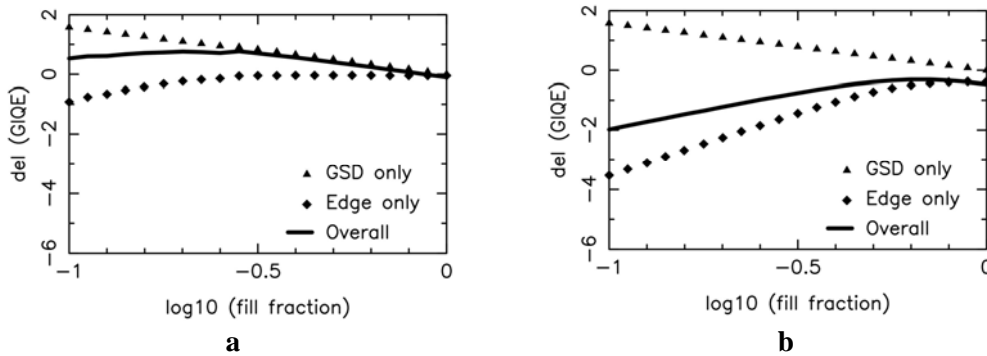 2
0
−2
−4
−6
del (GIQE)
GSD only
Edge only
Overall
−1
−0.5
0
log10 (fill fraction)
a
2
0
−2
−4
−6
del (GIQE)
GSD only
Edge only
Overall
−1
−0.5
0
log10 (fill fraction)
b